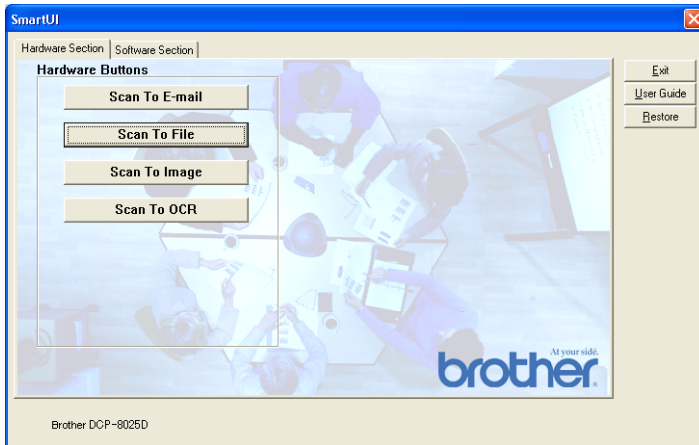 SmartUI
Hardware Section
Software Section
Hardware Buttons
Scan To E-mail
Scan To File
Scan To Image
Scan To OCR
Exit
User Guide
Restore
At your side.
brother
Brother DCP-8025D